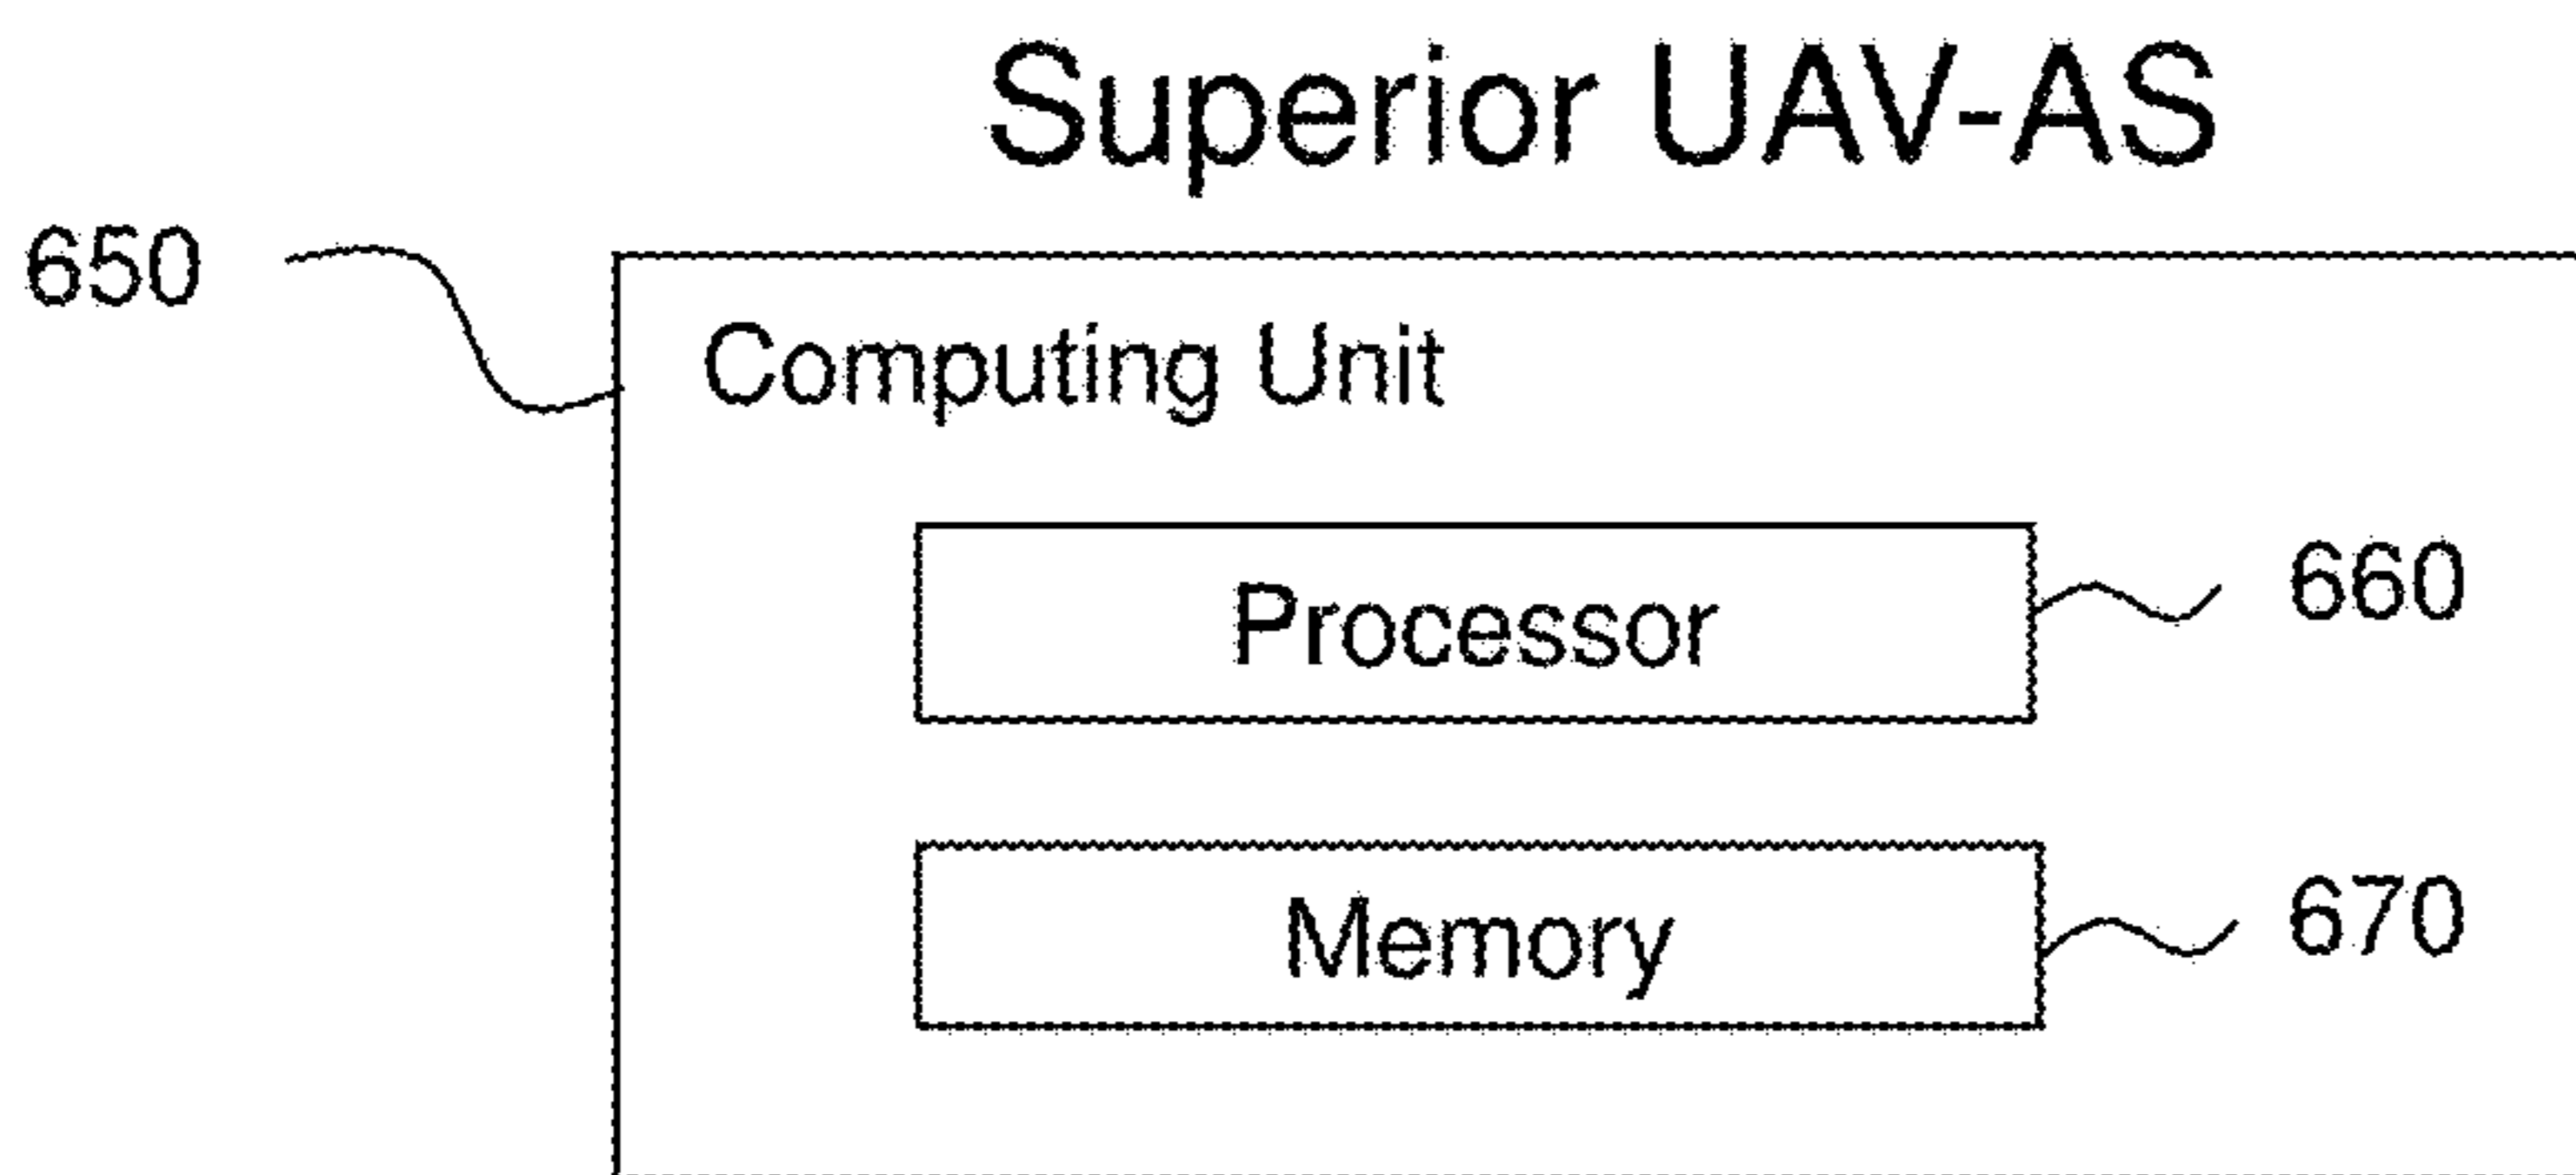 Superior UAV-AS
650
Computing Unit
Processor
660
Memory
670